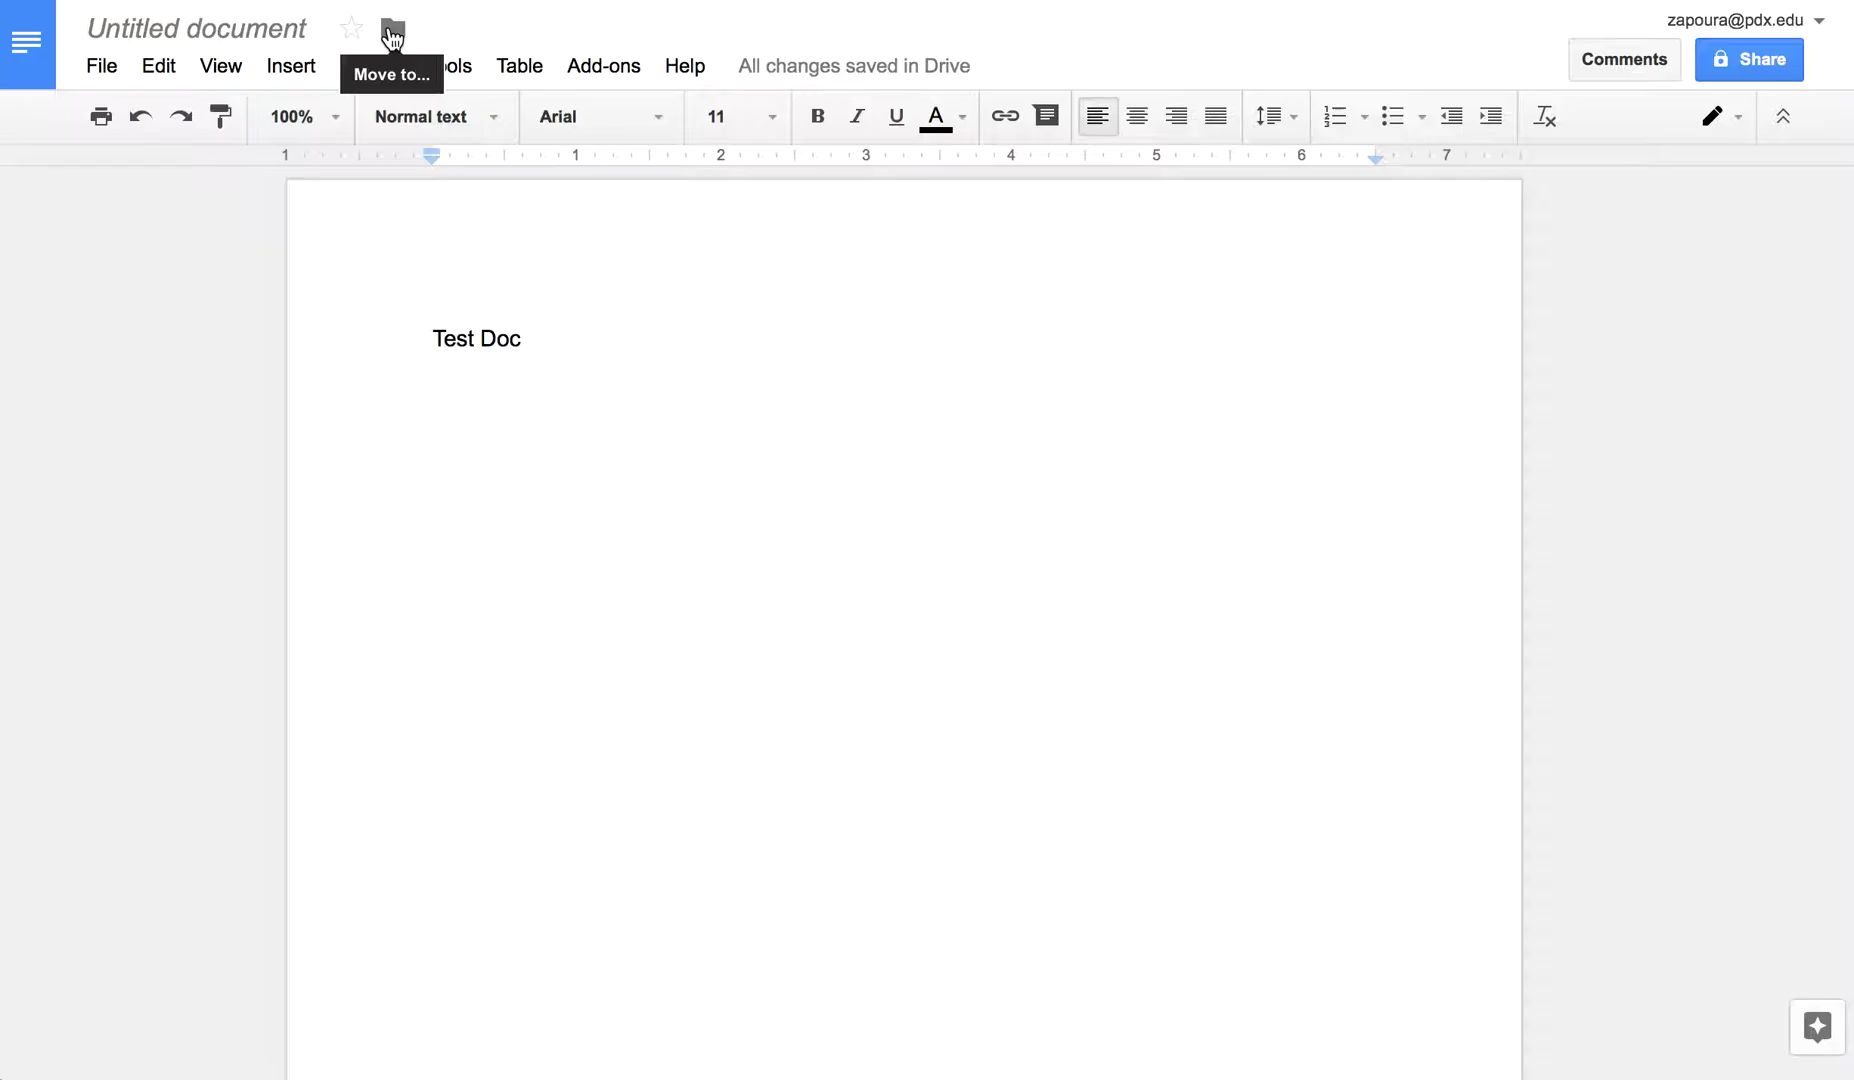 Untitled document
zapoura@pdx.edu
File Edit View Insert ols Table Add-ons Help All changes saved in Drive
Move to...
Comments Share
100% Normal text Arial 11 B I U A
1 1 2 3 4 5 6 7
Test Doc